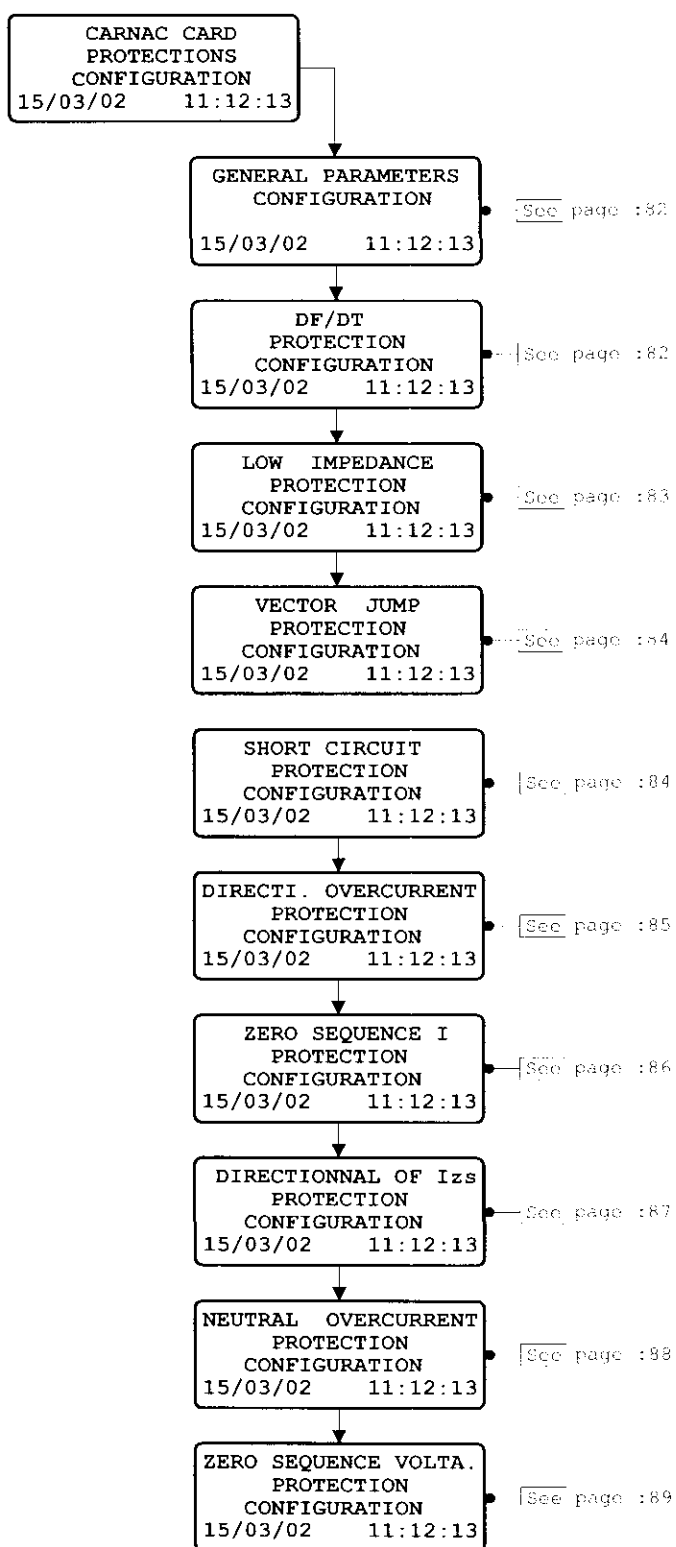 CARNAC CARD
PROTECTIONS
CONFIGURATION
15/03/02 11:12:13
GENERAL PARAMETERS
CONFIGURATION
15/03/02 11:12:13
See page :82
DF/DT
PROTECTION
CONFIGURATION
15/03/02 11:12:13
See page :82
LOW IMPEDANCE
PROTECTION
CONFIGURATION
15/03/02 11:12:13
See page :83
VECTOR JUMP
PROTECTION
CONFIGURATION
15/03/02 11:12:13
See page :84
SHORT CIRCUIT
PROTECTION
CONFIGURATION
15/03/02 11:12:13
See page :84
DIRECTI. OVERCURRENT
PROTECTION
CONFIGURATION
15/03/02 11:12:13
See page :85
ZERO SEQUENCE I
PROTECTION
CONFIGURATION
15/03/02 11:12:13
See page :86
DIRECTIONNAL OF Izs
PROTECTION
CONFIGURATION
15/03/02 11:12:13
See page :87
NEUTRAL OVERCURRENT
PROTECTION
CONFIGURATION
15/03/02 11:12:13
See page :88
ZERO SEQUENCE VOLTA.
PROTECTION
CONFIGURATION
15/03/02 11:12:13
See page :89